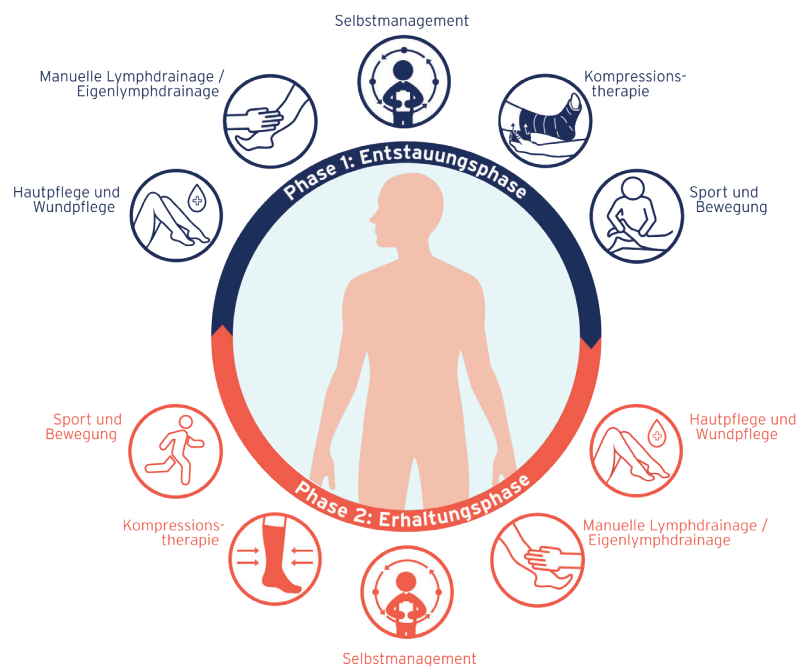 Selbstmanagement
Manuelle Lymphdrainage /
Eigenlymphdrainage
Kompressions-
therapie
Hautpflege und
Wundpflege
Sport und
Bewegung
Phase 1: Entstauungsphase
Sport und
Bewegung
Hautpflege und
Wundpflege
Phase 2: Erhaltungsphase
Kompressions-
therapie
Manuelle Lymphdrainage /
Eigenlymphdrainage
Selbstmanagement